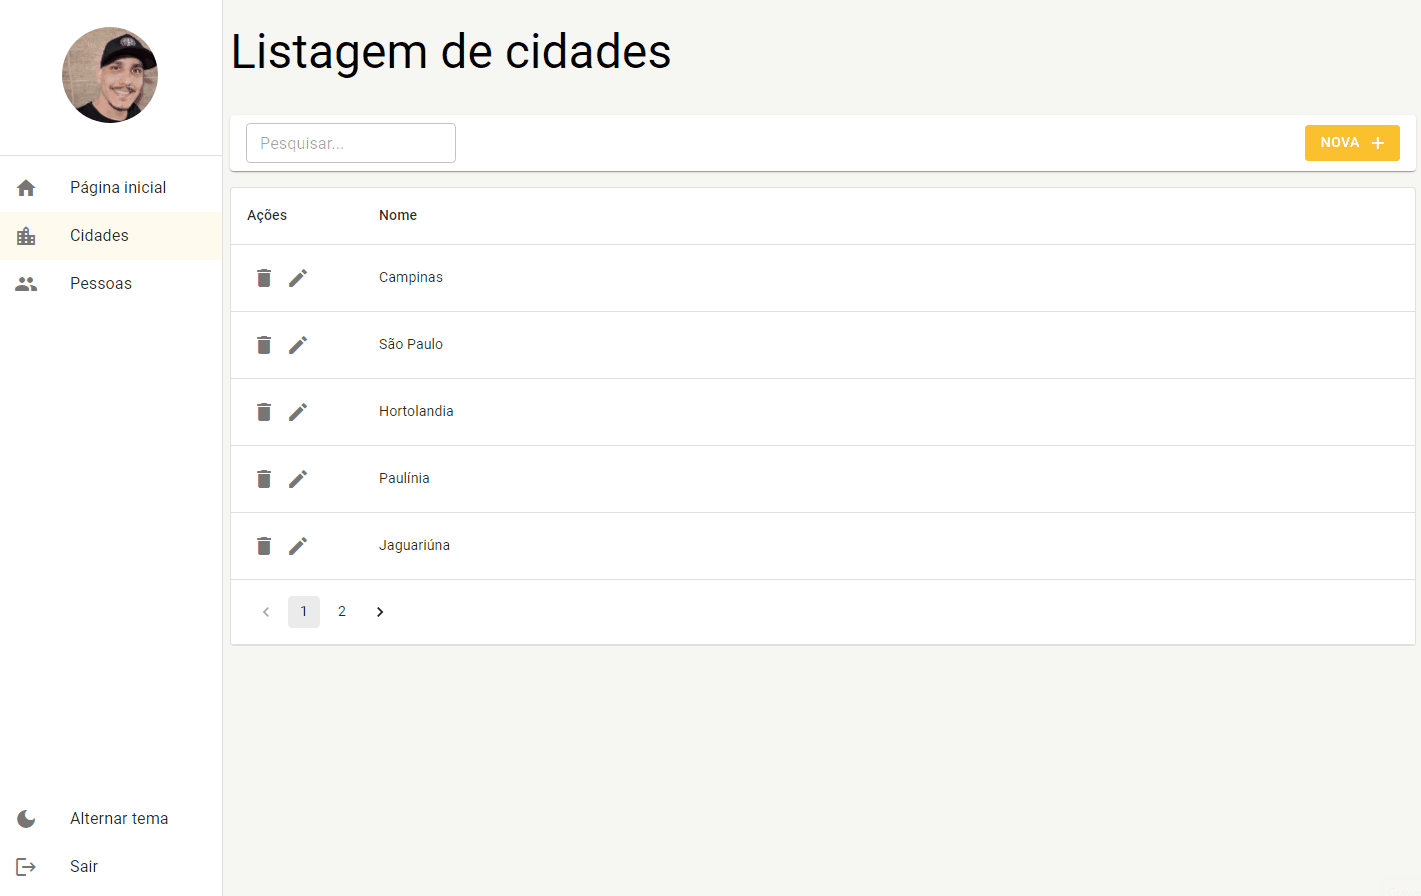 Listagem de cidades
Página inicial
Cidades
Pessoas
Alternar tema
Sair
Pesquisar...
NOVA
Ações Nome
Campinas
São Paulo
Hortolandia
Paulínia
Jaguariúna
1 2